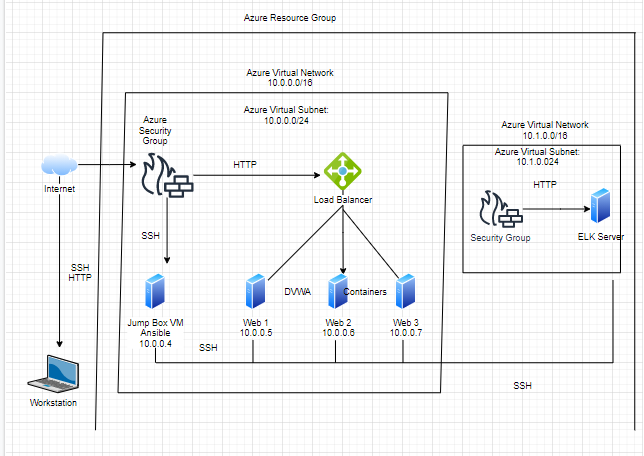 Azure Resource Group
Azure Virtual Network
10.0.0.0/16
Azure Virtual Subnet:
10.0.0.0/24
Azure
Security
Group
HTTP
Internet
Load Balancer
SSH
SSH
HTTP
DVWA
Containers
Jump Box VM
Ansible
10.0.0.4
Web 1
10.0.0.5
Web 2
10.0.0.6
Web 3
10.0.0.7
SSH
Workstation
Azure Virtual Network
10.1.0.0/16
Azure Virtual Subnet:
10.1.0.024
HTTP
Security Group
ELK Server
SSH